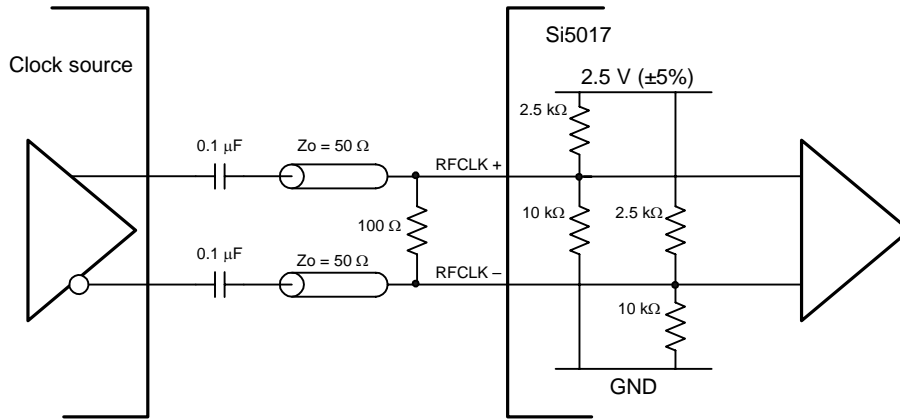 Si5017
Clock source
2.5 V (±5%)
2.5 kΩ
0.1 μF
Zo = 50 Ω
RFCLK +
10 kΩ
2.5 kΩ
100 Ω
0.1 μF
Zo = 50 Ω
RFCLK –
10 kΩ
GND